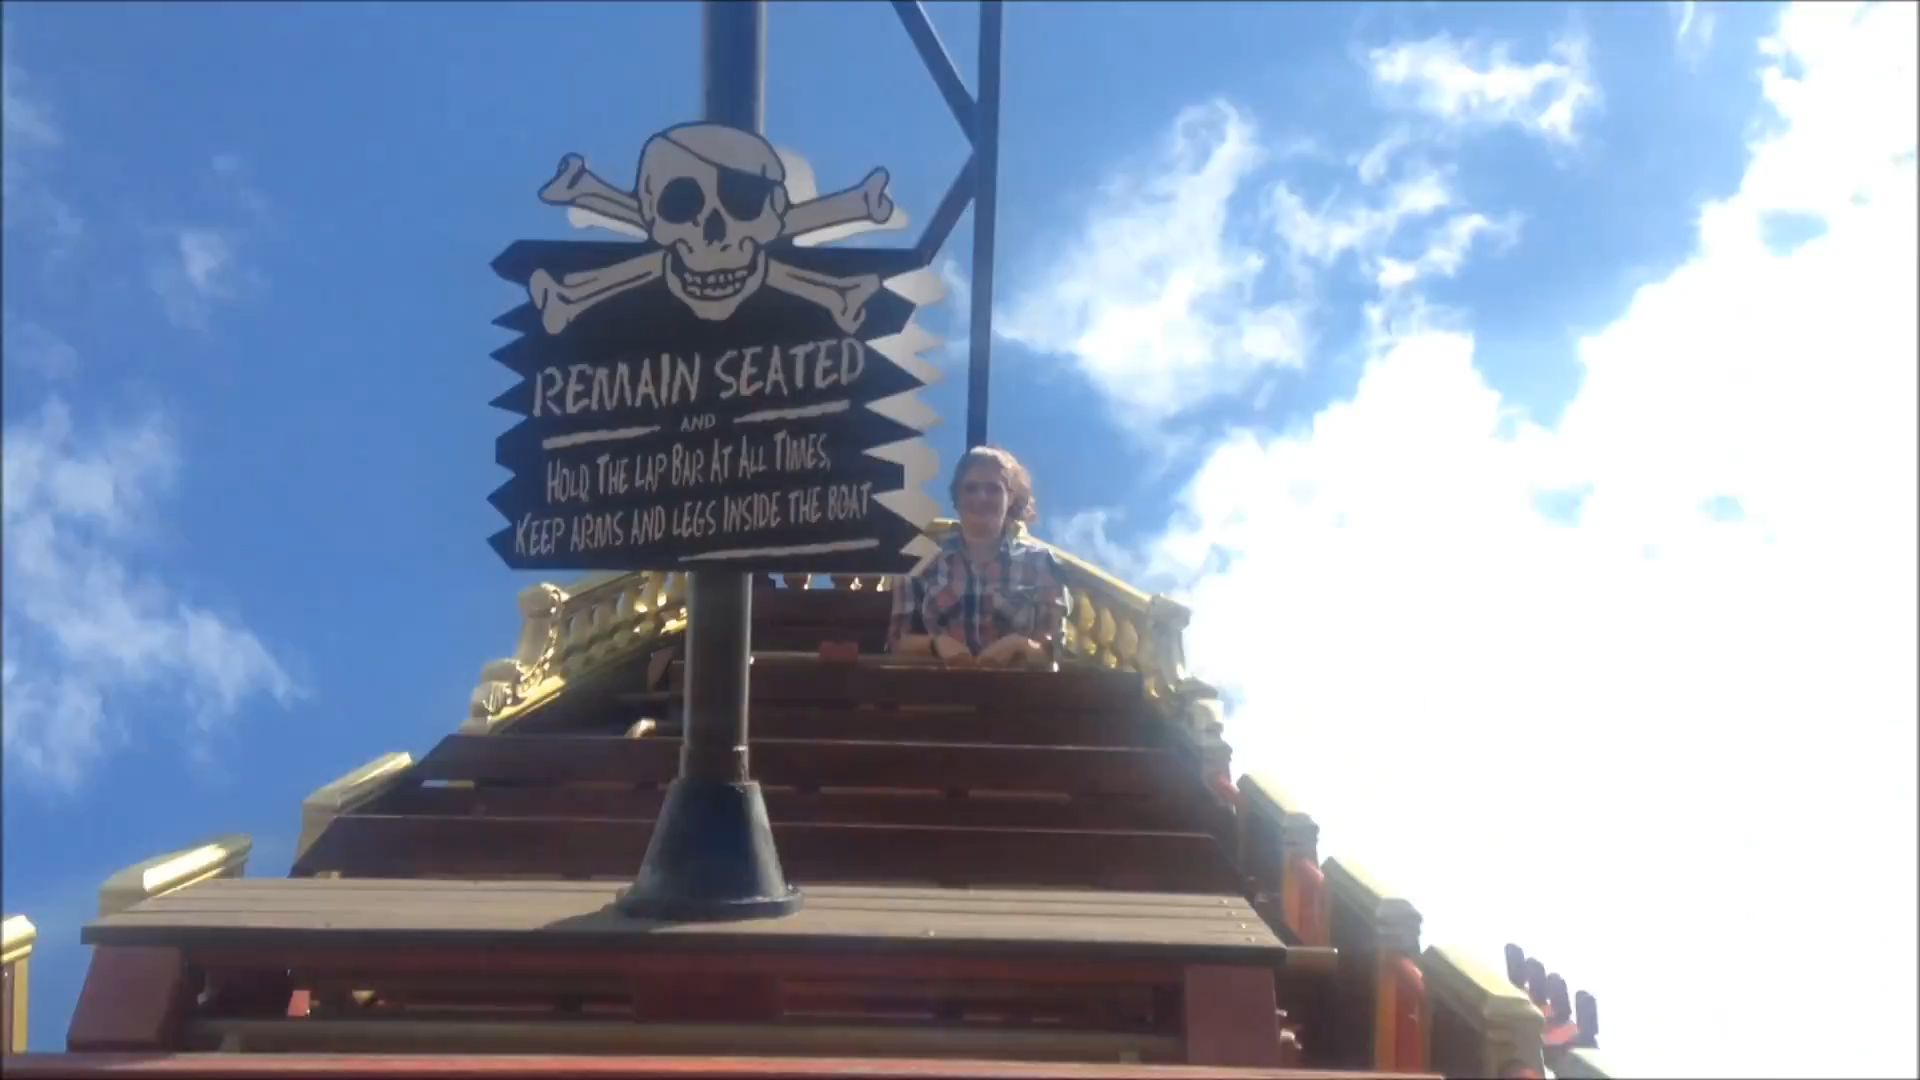 REMAIN SEATED
AND
HOLD THE LAP BAR AT ALL TIMES,
KEEP ARMS AND LEGS INSIDE THE BOAT